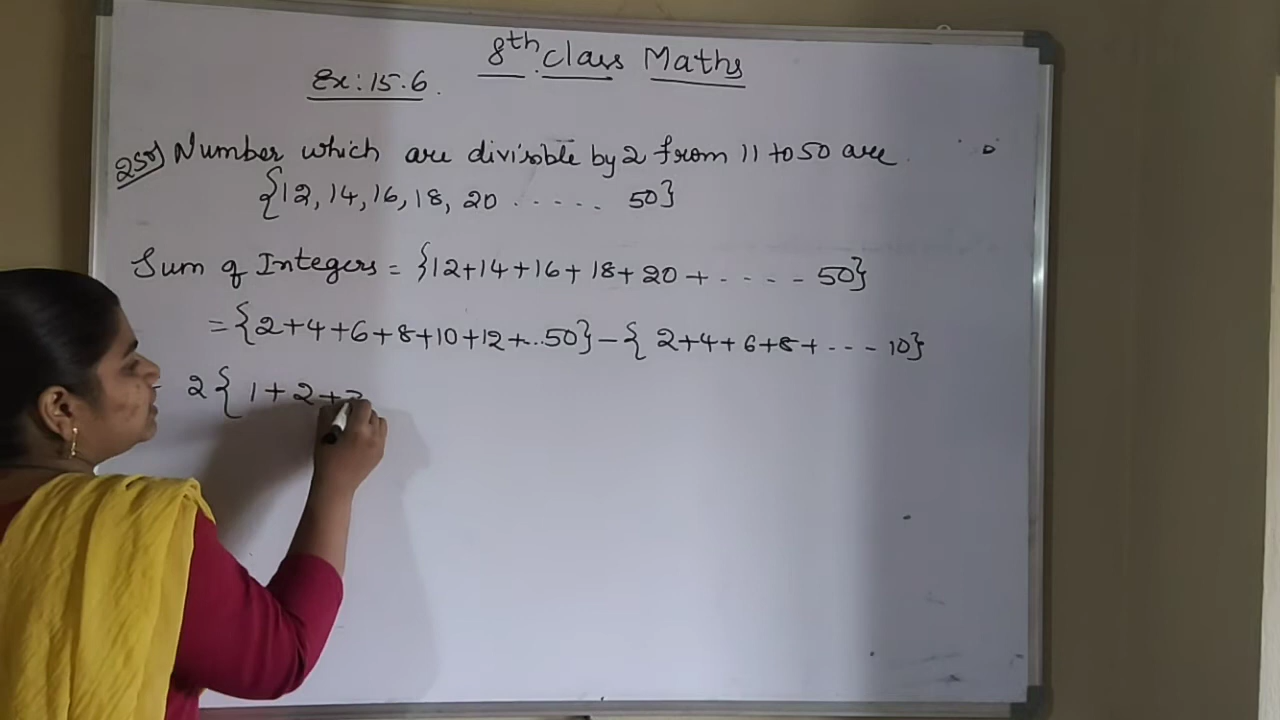 8th class Maths
Ex: 15.6.
2 Sol) Number which are divisible by 2 from 11 to 50 are
{12, 14, 16, 18, 20 ...... 50}
Sum of Integers = {12+14+16+18+20+ ..... 50}
= {2+4+6+8+10+12+...50} - { 2+4+6+8+ .... 10}
2 { 1+2+